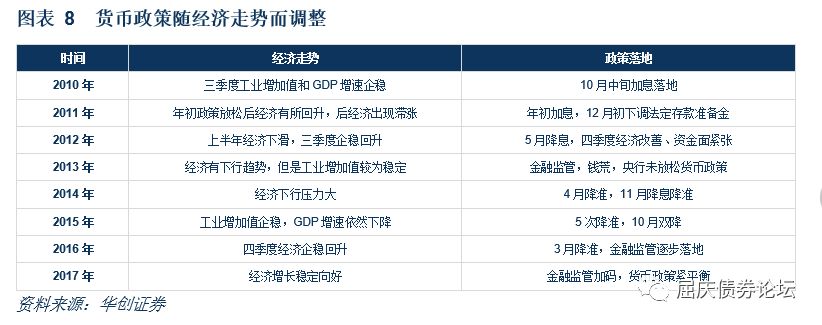 图表 8 货币政策随经济走势而调整
时间 经济走势 政策落地
2010 年 三季度工业增加值和 GDP 增速企稳 10 月中旬加息落地
2011 年 年初政策放松后经济有所回升，后经济出现滞胀 年初加息，12 月初下调法定存款准备金
2012 年 上半年经济下滑，三季度企稳回升 5 月降息，四季度经济改善、资金面紧张
2013 年 经济有下行趋势，但是工业增加值较为稳定 金融监管，钱荒，央行未放松货币政策
2014 年 经济下行压力大 4 月降准，11 月降息降准
2015 年 工业增加值企稳，GDP 增速依然下降 5 次降准，10 月双降
2016 年 四季度经济企稳回升 3 月降准，金融监管逐步落地
2017 年 经济增长稳定向好 金融监管加码，货币政策紧平衡
资料来源：华创证券
屈庆债券论坛